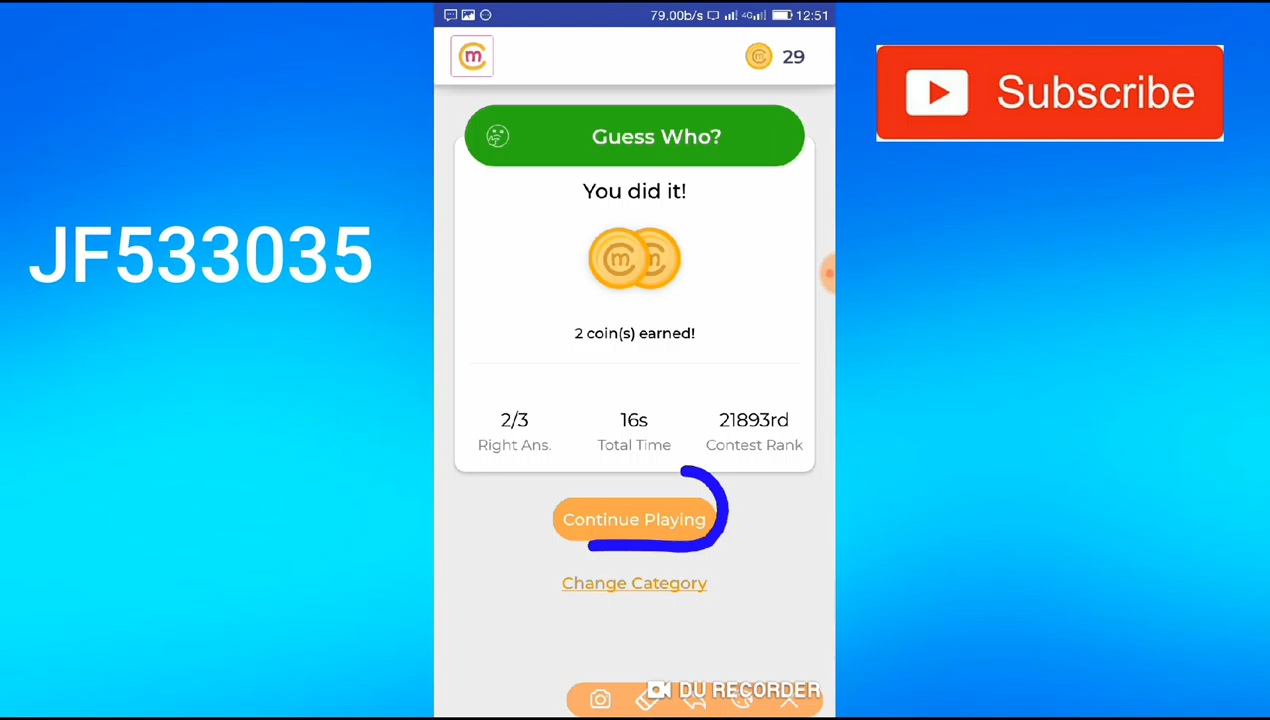 79.00b/s 4G 12:51
m 29
Subscribe
Guess Who?
You did it!
JF533035
m m
2 coin(s) earned!
2/3 16s 21893rd
Right Ans. Total Time Contest Rank
Continue Playing
Change Category
DU RECORDER